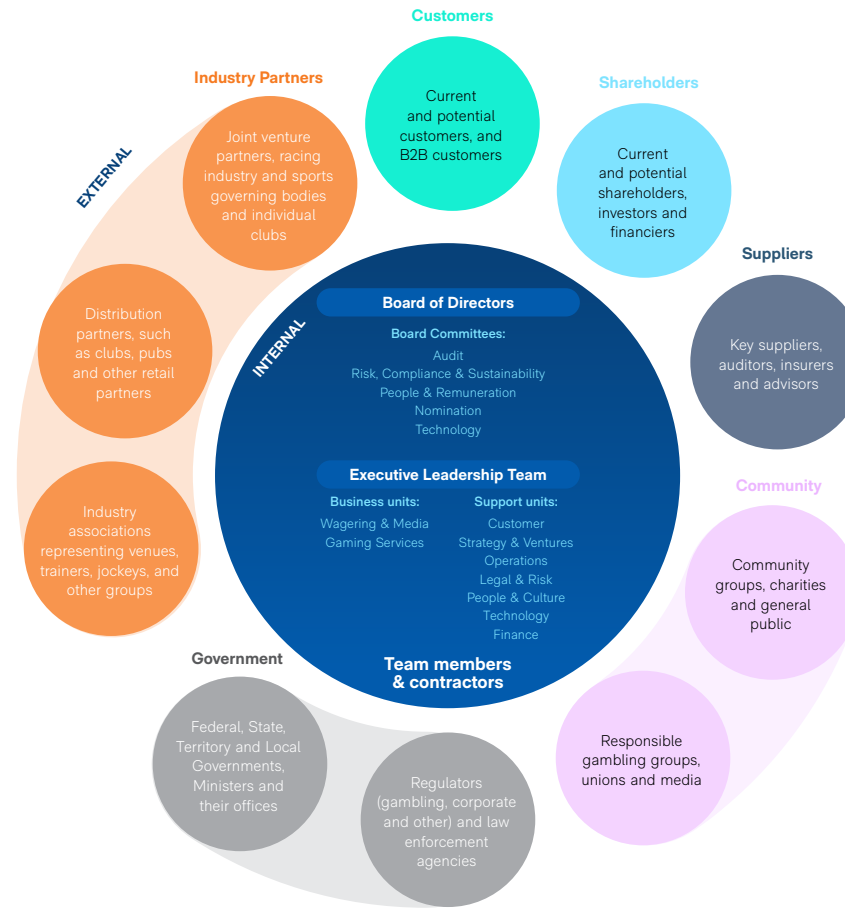 Customers
Current
and potential
customers, and
B2B customers
Industry Partners
Joint venture
partners, racing
industry and sports
governing bodies
and individual
clubs
Shareholders
Current
and potential
shareholders,
investors and
financiers
EXTERNAL
Suppliers
Key suppliers,
auditors, insurers
and advisors
Distribution
partners, such
as clubs, pubs
and other retail
partners
INTERNAL
Board of Directors
Board Committees:
Audit
Risk, Compliance & Sustainability
People & Remuneration
Nomination
Technology
Executive Leadership Team
Business units:
Wagering & Media
Gaming Services
Support units:
Customer
Strategy & Ventures
Operations
Legal & Risk
People & Culture
Technology
Finance
Team members
& contractors
Industry
associations
representing venues,
trainers, jockeys, and
other groups
Community
Community
groups, charities
and general
public
Responsible
gambling groups,
unions and media
Government
Federal, State,
Territory and Local
Governments,
Ministers and
their offices
Regulators
(gambling, corporate
and other) and law
enforcement
agencies